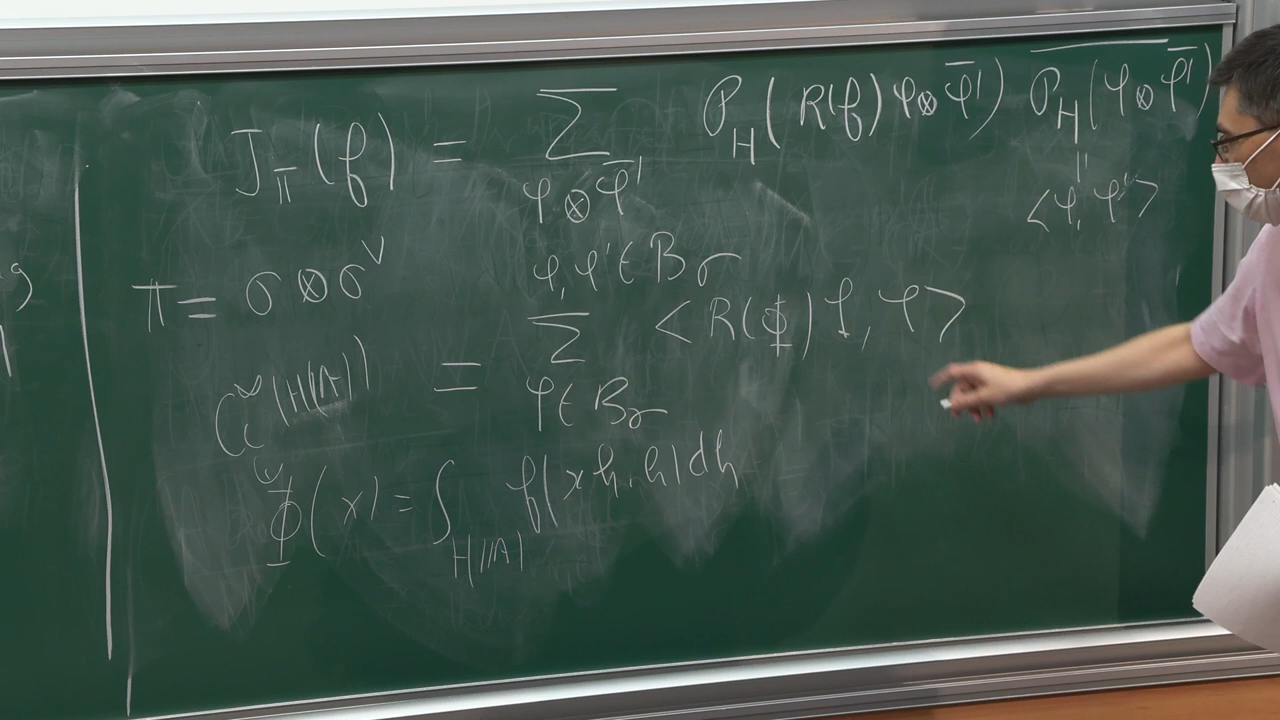 J_π(f) = Σ_{φ⊗φ̄'} P_H(R(f)φ⊗φ̄') \overline{P_H(φ⊗φ̄')}
φ,φ'∈B_σ
"
<φ,φ'>
π = σ⊗σ^∨
= Σ_{φ∈B_σ} <R(Φ)φ,φ>
C_c^∞(H(A))
∪
Φ(x) = ∫_{H(A)} f(xh,h)dh